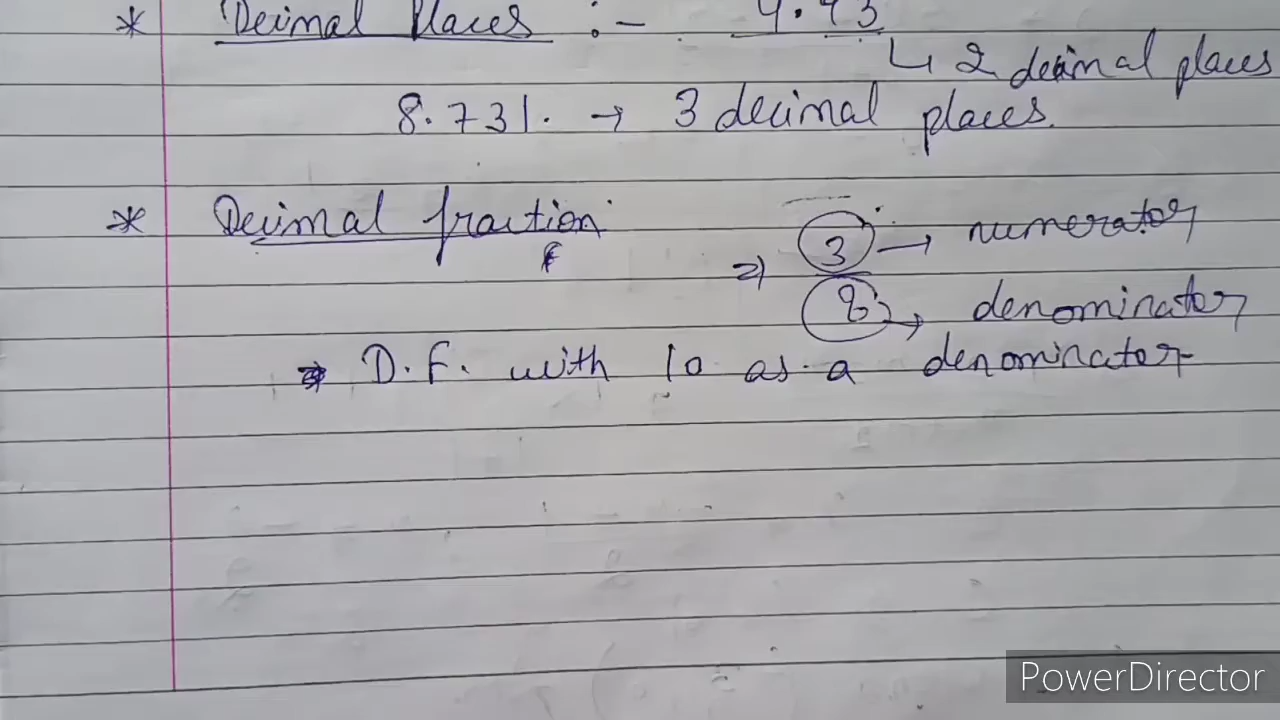 * Decimal Places :- 4.43
↳ 2 decimal places
8.731. → 3 decimal places.
* Decimal fraction
⇒ 3 → numerator
8 → denominator
D.F. with 10 as a denominator
PowerDirector